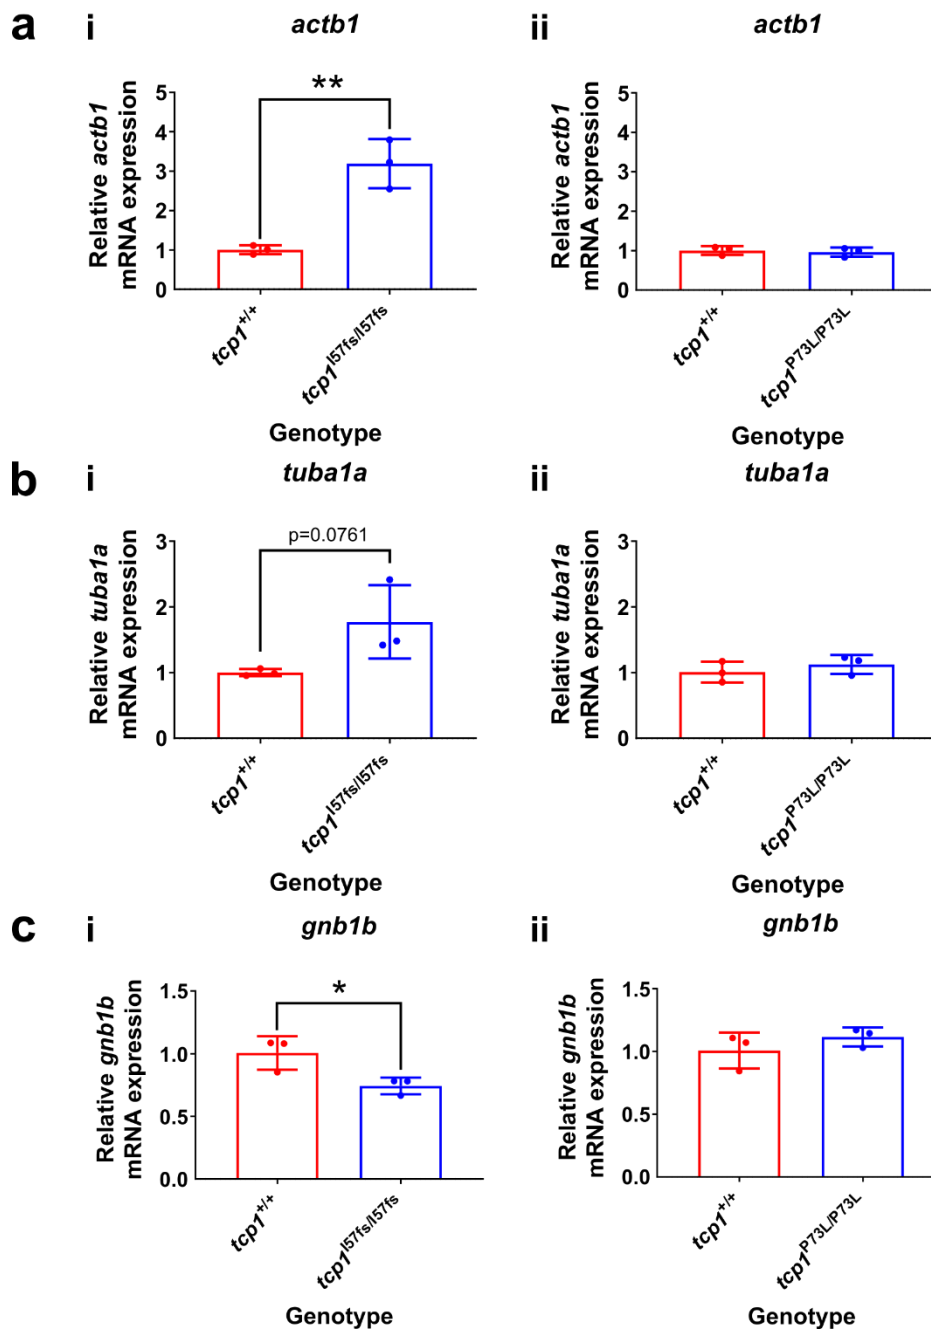 a i actb1 ii actb1
Relative actb1
mRNA expression
5
4
3
2
1
0
**
tcp1+/+
tcp1I57fs/I57fs
Genotype
Relative actb1
mRNA expression
5
4
3
2
1
0
tcp1+/+
tcp1P73L/P73L
Genotype
b i tuba1a ii tuba1a
Relative tuba1a
mRNA expression
3
2
1
0
p=0.0761
tcp1+/+
tcp1I57fs/I57fs
Genotype
Relative tuba1a
mRNA expression
3
2
1
0
tcp1+/+
tcp1P73L/P73L
Genotype
c i gnb1b ii gnb1b
Relative gnb1b
mRNA expression
1.5
1.0
0.5
0.0
*
tcp1+/+
tcp1I57fs/I57fs
Genotype
Relative gnb1b
mRNA expression
1.5
1.0
0.5
0.0
tcp1+/+
tcp1P73L/P73L
Genotype